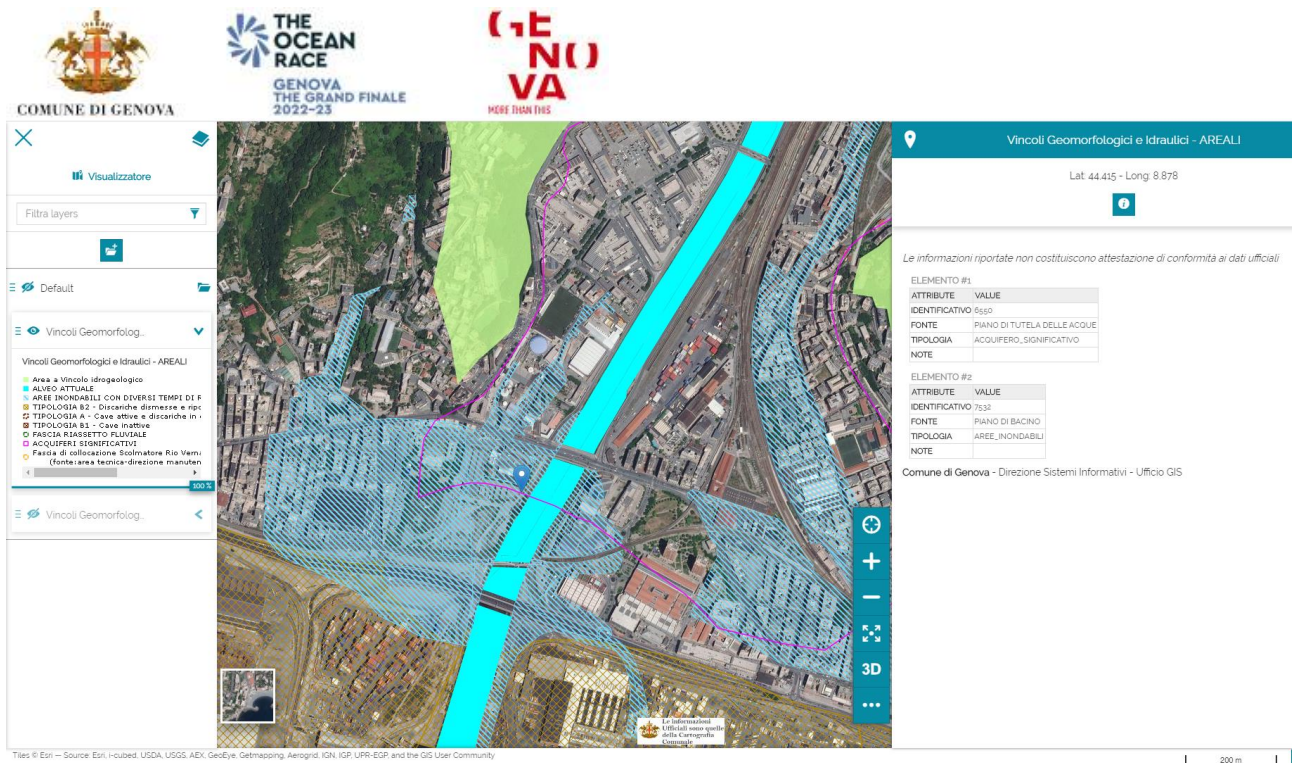 COMUNE DI GENOVA
THE
OCEAN
RACE
GENOVA
THE GRAND FINALE
2022-23
GE
NO
VA
MORE THAN THIS
Visualizzatore
Filtra layers
Default
Vincoli Geomorfolog...
Vincoli Geomorfologici e Idraulici - AREALI
Area a Vincolo idrogeologico
ALVEO ATTUALE
AREE INONDABILI CON DIVERSI TEMPI DI R
TIPOLOGIA B2 - Discariche dismesse e ripc
TIPOLOGIA A - Cave attive e discariche in
TIPOLOGIA B1 - Cave inattive
FASCIA RIASSETTO FLUVIALE
ACQUIFERI SIGNIFICATIVI
Fascia di collocazione Scolmatore Rio Verna
(fonte:area tecnica-direzione manuten
100 %
Vincoli Geomorfolog...
3D
Le informazioni
Ufficiali sono quelle
della Cartografia
Comunale
Vincoli Geomorfologici e Idraulici - AREALI
Lat: 44.415 - Long: 8.878
Le informazioni riportate non costituiscono attestazione di conformità ai dati ufficiali
ELEMENTO #1
ATTRIBUTE VALUE
IDENTIFICATIVO 6550
FONTE PIANO DI TUTELA DELLE ACQUE
TIPOLOGIA ACQUIFERO_SIGNIFICATIVO
NOTE
ELEMENTO #2
ATTRIBUTE VALUE
IDENTIFICATIVO 7532
FONTE PIANO DI BACINO
TIPOLOGIA AREE_INONDABILI
NOTE
Comune di Genova - Direzione Sistemi Informativi - Ufficio GIS
Tiles © Esri — Source: Esri, i-cubed, USDA, USGS, AEX, GeoEye, Getmapping, Aerogrid, IGN, IGP, UPR-EGP, and the GIS User Community
200 m